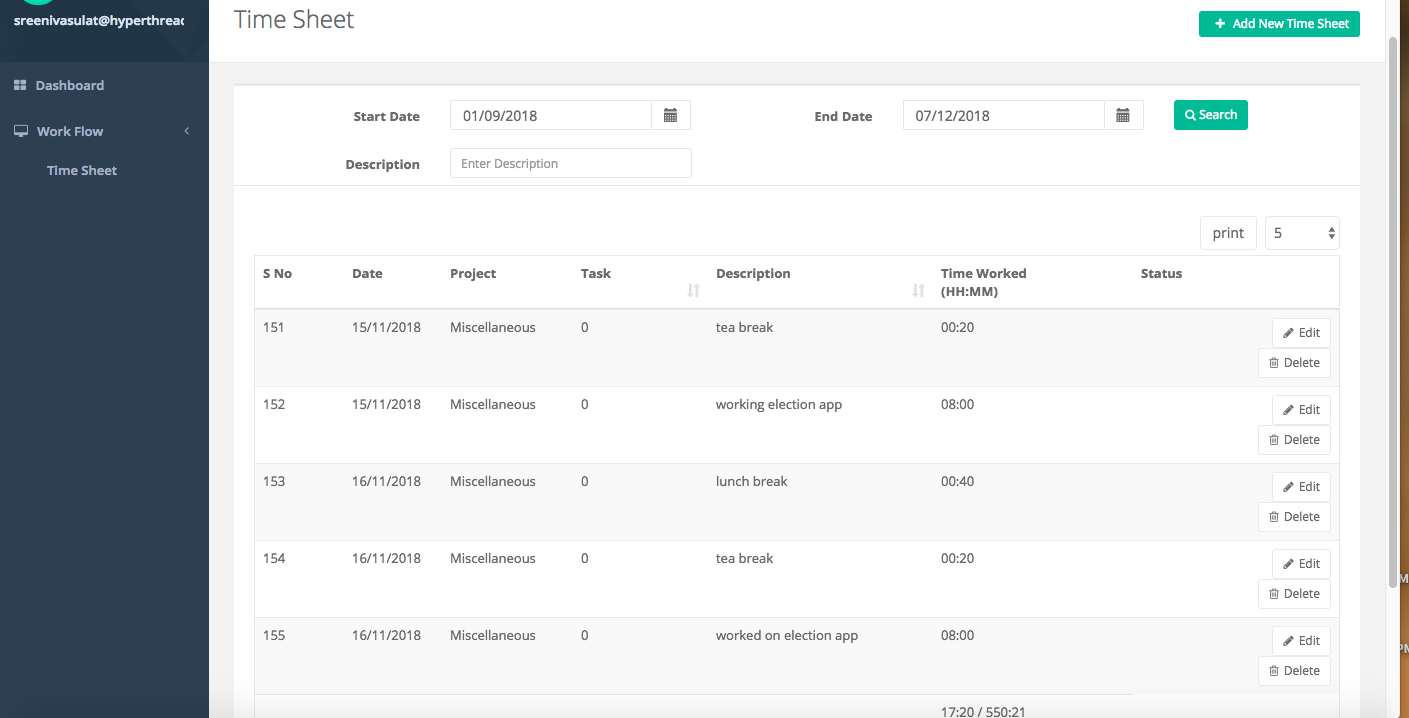 sreenivasulat@hyperthread
Time Sheet
Add New Time Sheet
Dashboard
Work Flow
Time Sheet
Start Date 01/09/2018 End Date 07/12/2018 Search
Description Enter Description
print 5
S No Date Project Task Description Time Worked Status
(HH:MM)
151 15/11/2018 Miscellaneous 0 tea break 00:20 Edit
Delete
152 15/11/2018 Miscellaneous 0 working election app 08:00 Edit
Delete
153 16/11/2018 Miscellaneous 0 lunch break 00:40 Edit
Delete
154 16/11/2018 Miscellaneous 0 tea break 00:20 Edit
Delete
155 16/11/2018 Miscellaneous 0 worked on election app 08:00 Edit
Delete
17:20 / 550:21